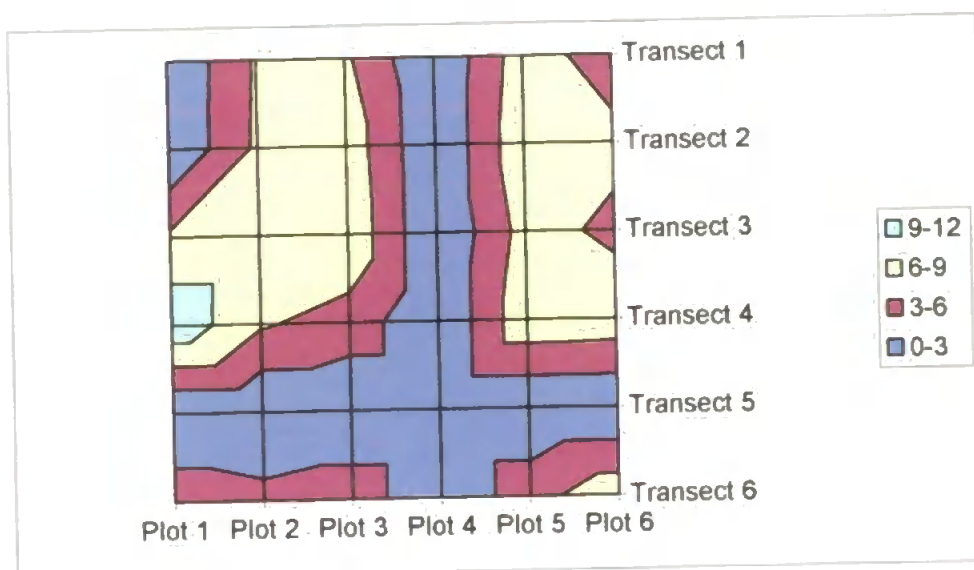 Transect 1
Transect 2
Transect 3
Transect 4
Transect 5
Transect 6
9-12
6-9
3-6
0-3
Plot 1 Plot 2 Plot 3 Plot 4 Plot 5 Plot 6